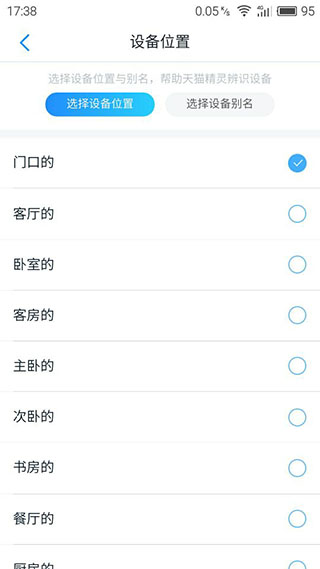 17:38 0.05 K/s 4G 95
设备位置
选择设备位置与别名，帮助天猫精灵辨识设备
选择设备位置 选择设备别名
门口的
客厅的
卧室的
客房的
主卧的
次卧的
书房的
餐厅的
厨房的